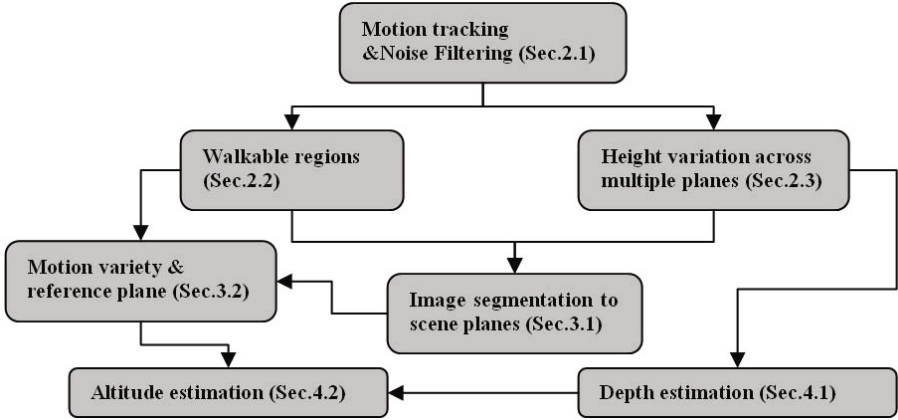 Motion tracking
&Noise Filtering (Sec.2.1)
Walkable regions
(Sec.2.2)
Height variation across
multiple planes (Sec.2.3)
Motion variety &
reference plane (Sec.3.2)
Image segmentation to
scene planes (Sec.3.1)
Altitude estimation (Sec.4.2)
Depth estimation (Sec.4.1)